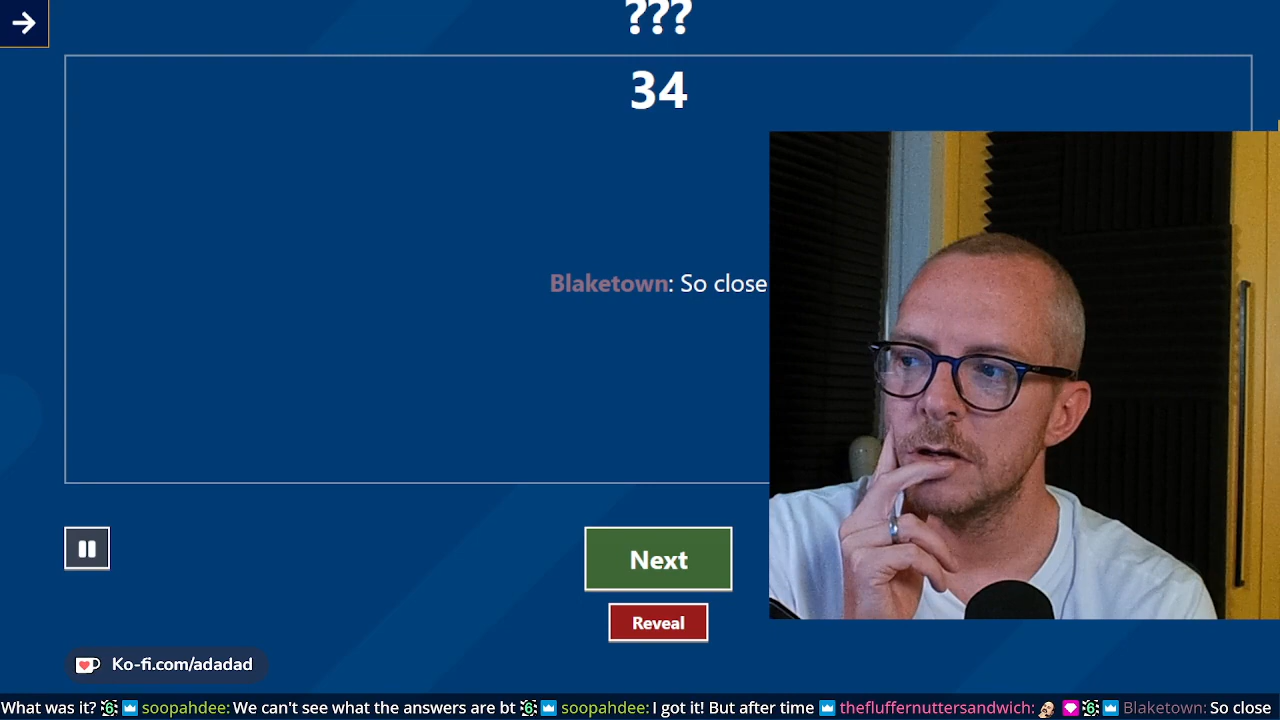 ???
34
Blaketown: So close
Next
Reveal
Ko-fi.com/adadad
What was it? soopahdee: We can't see what the answers are bt soopahdee: I got it! But after time thefluffernuttersandwich: Blaketown: So close